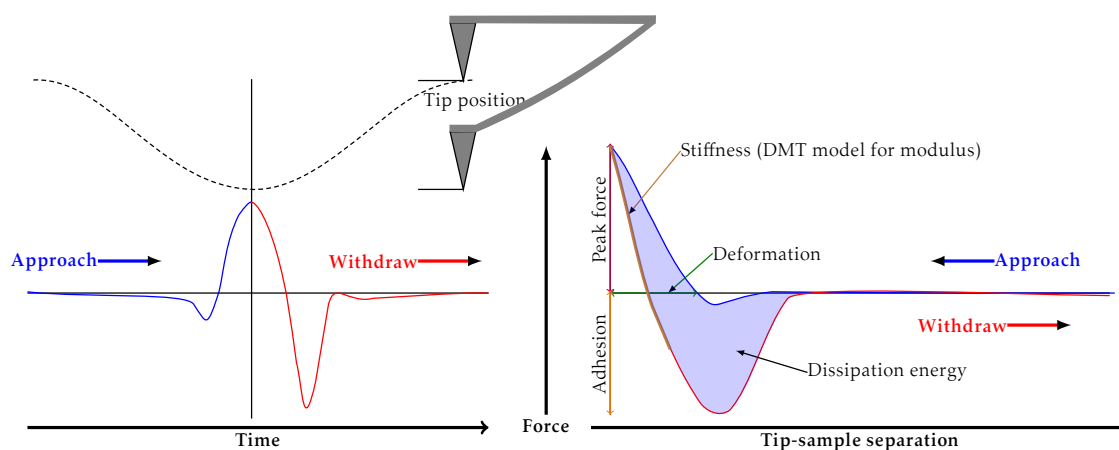 Tip position
Stiffness (DMT model for modulus)
Peak force
Approach
Withdraw
Deformation
Approach
Withdraw
Adhesion
Dissipation energy
Force
Time
Tip-sample separation